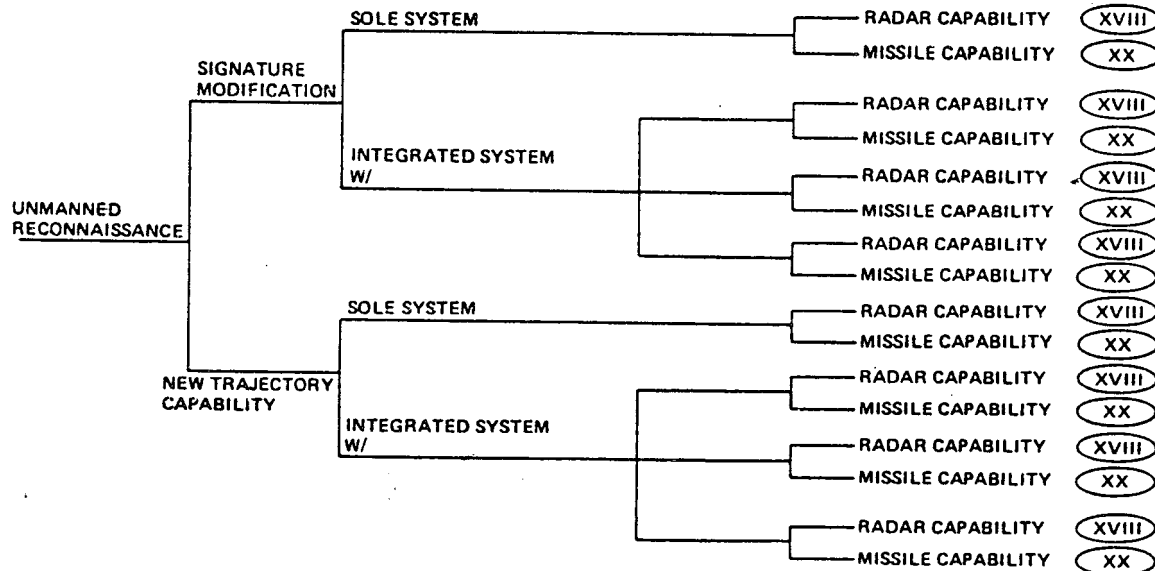 SOLE SYSTEM
RADAR CAPABILITY XVIII
MISSILE CAPABILITY XX
SIGNATURE
MODIFICATION
RADAR CAPABILITY XVIII
MISSILE CAPABILITY XX
INTEGRATED SYSTEM
W/
RADAR CAPABILITY XVIII
MISSILE CAPABILITY XX
UNMANNED
RECONNAISSANCE
RADAR CAPABILITY XVIII
MISSILE CAPABILITY XX
SOLE SYSTEM
RADAR CAPABILITY XVIII
MISSILE CAPABILITY XX
NEW TRAJECTORY
CAPABILITY
RADAR CAPABILITY XVIII
MISSILE CAPABILITY XX
INTEGRATED SYSTEM
W/
RADAR CAPABILITY XVIII
MISSILE CAPABILITY XX
RADAR CAPABILITY XVIII
MISSILE CAPABILITY XX